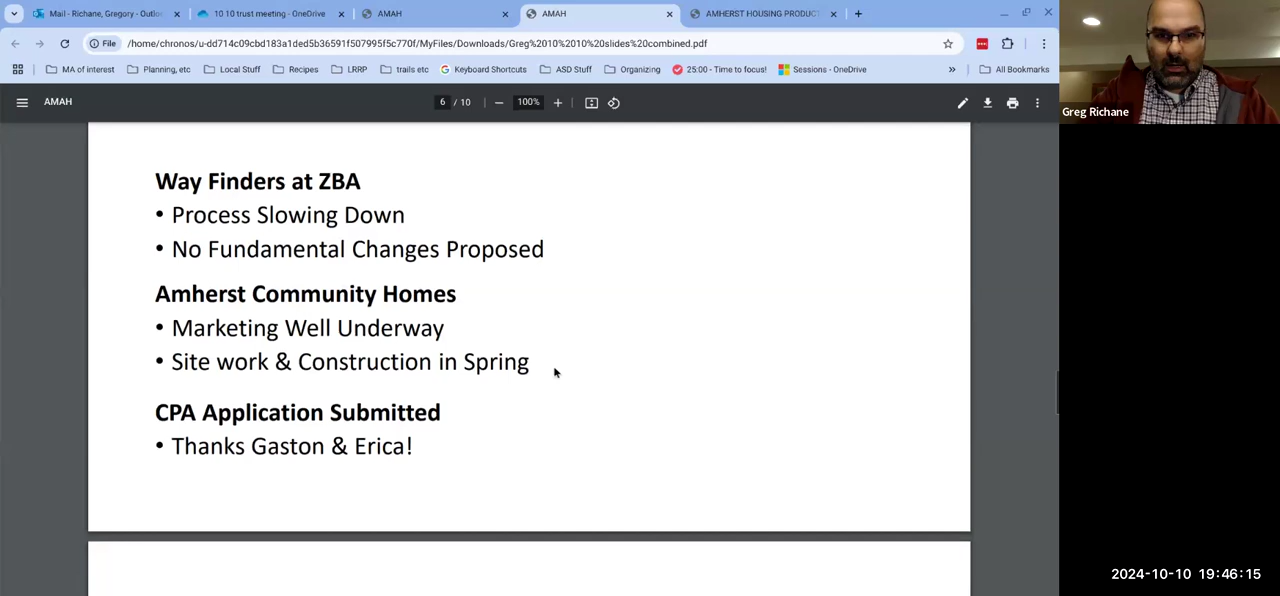 Mail - Richane, Gregory - Outlo
10 10 trust meeting - OneDrive
AMAH
AMAH
AMHERST HOUSING PRODUCT
File
/home/chronos/u-dd714c09cbd183a1ded5b36591f507995f5c770f/MyFiles/Downloads/Greg%2010%2010%20slides%20combined.pdf
MA of interest
Planning, etc
Local Stuff
Recipes
LRRP
trails etc
Keyboard Shortcuts
ASD Stuff
Organizing
25:00 - Time to focus!
Sessions - OneDrive
» All Bookmarks
AMAH
6 / 10
100%
Greg Richane
Way Finders at ZBA
• Process Slowing Down
• No Fundamental Changes Proposed
Amherst Community Homes
• Marketing Well Underway
• Site work & Construction in Spring
CPA Application Submitted
• Thanks Gaston & Erica!
2024-10-10 19:46:15